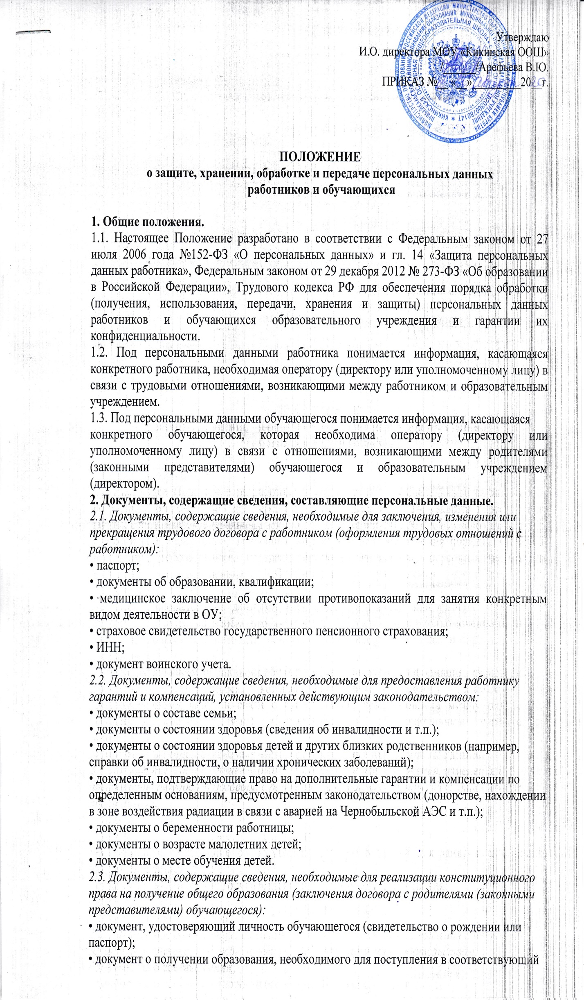 Утверждаю
И.О. директора МОУ «Кикинская ООШ»
/______/Арефьева В.Ю.
ПРИКАЗ №__ «__»_________20__г.
ПОЛОЖЕНИЕ
о защите, хранении, обработке и передаче персональных данных
работников и обучающихся
1. Общие положения.
1.1. Настоящее Положение разработано в соответствии с Федеральным законом от 27
июля 2006 года №152-ФЗ «О персональных данных» и гл. 14 «Защита персональных
данных работника», Федеральным законом от 29 декабря 2012 № 273-ФЗ «Об образовании
в Российской Федерации», Трудового кодекса РФ для обеспечения порядка обработки
(получения, использования, передачи, хранения и защиты) персональных данных
работников и обучающихся образовательного учреждения и гарантии их
конфиденциальности.
1.2. Под персональными данными работника понимается информация, касающаяся
конкретного работника, необходимая оператору (директору или уполномоченному лицу) в
связи с трудовыми отношениями, возникающими между работником и образовательным
учреждением.
1.3. Под персональными данными обучающегося понимается информация, касающаяся
конкретного обучающегося, которая необходима оператору (директору или
уполномоченному лицу) в связи с отношениями, возникающими между родителями
(законными представителями) обучающегося и образовательным учреждением
(директором).
2. Документы, содержащие сведения, составляющие персональные данные.
2.1. Документы, содержащие сведения, необходимые для заключения, изменения или
прекращения трудового договора с работником (оформления трудовых отношений с
работником):
• паспорт;
• документы об образовании, квалификации;
• медицинское заключение об отсутствии противопоказаний для занятия конкретным
видом деятельности в ОУ;
• страховое свидетельство государственного пенсионного страхования;
• ИНН;
• документ воинского учета.
2.2. Документы, содержащие сведения, необходимые для предоставления работнику
гарантий и компенсаций, установленных действующим законодательством:
• документы о составе семьи;
• документы о состоянии здоровья (сведения об инвалидности и т.п.);
• документы о состоянии здоровья детей и других близких родственников (например,
справки об инвалидности, о наличии хронических заболеваний);
• документы, подтверждающие право на дополнительные гарантии и компенсации по
определенным основаниям, предусмотренным законодательством (донорстве, нахождении
в зоне воздействия радиации в связи с аварией на Чернобыльской АЭС и т.п.);
• документы о беременности работницы;
• документы о возрасте малолетних детей;
• документы о месте обучения детей.
2.3. Документы, содержащие сведения, необходимые для реализации конституционного
права на получение общего образования (заключения договора с родителями (законными
представителями) обучающегося):
• документ, удостоверяющий личность обучающегося (свидетельство о рождении или
паспорт);
• документ о получении образования, необходимого для поступления в соответствующий